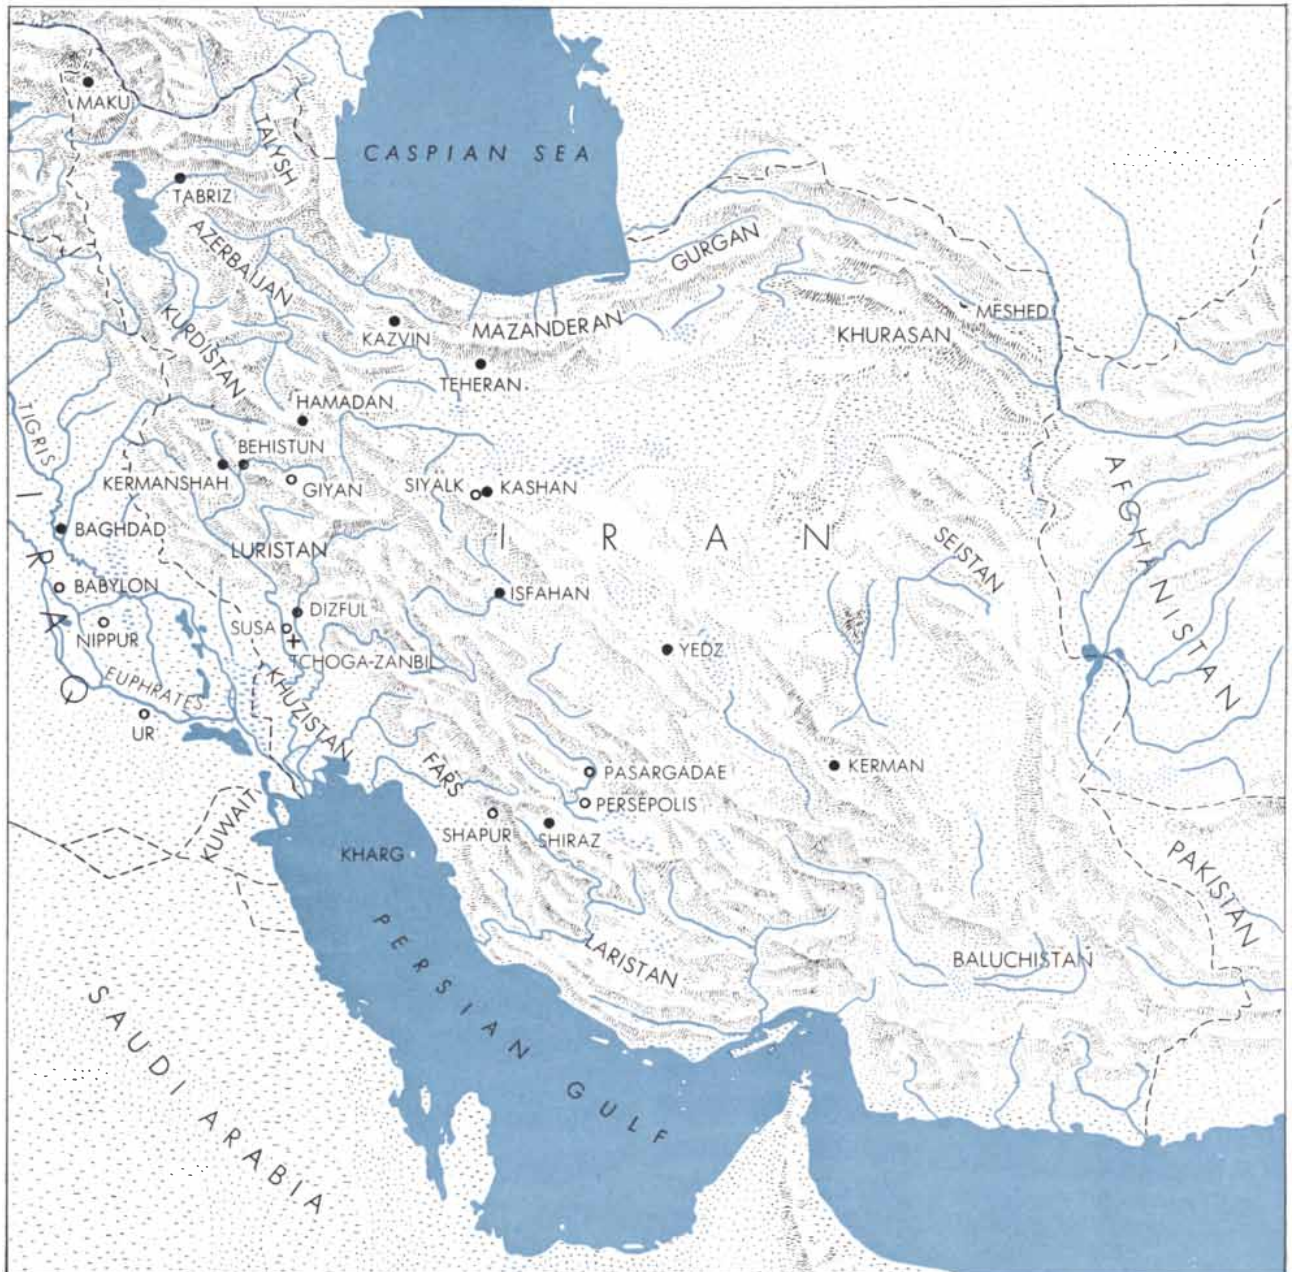 MAKU
TALYSH
CASPIAN SEA
TABRIZ
AZERBAIJAN
GURGAN
KURDISTAN
KAZVIN
MAZANDERAN
MESHED
KHURASAN
TEHERAN
HAMADAN
TIGRIS
BEHISTUN
KERMANSHAH
GIYAN
SIYALK
KASHAN
AFGHANISTAN
IRAQ
BAGHDAD
LURISTAN
IRAN
SEISTAN
BABYLON
ISFAHAN
DIZFUL
NIPPUR
SUSA
TCHOGA-ZANBIL
YEDZ
EUPHRATES
KHUZISTAN
UR
FARS
PASARGADAE
KERMAN
PERSEPOLIS
KUWAIT
SHAPUR
SHIRAZ
KHARG
PAKISTAN
PERSIAN GULF
LARISTAN
BALUCHISTAN
SAUDI ARABIA